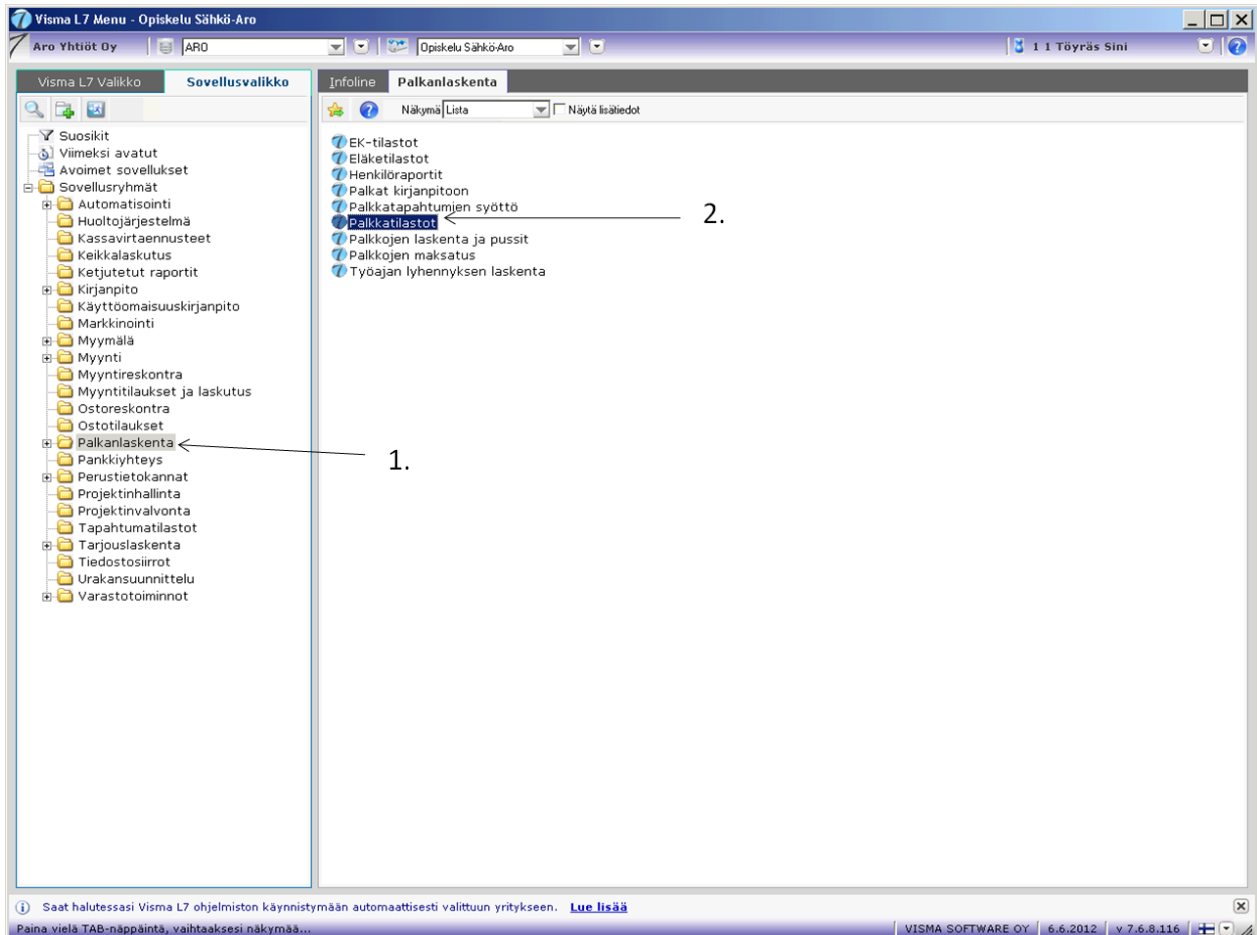 Visma L7 Menu - Opiskelu Sähkö-Aro
Aro Yhtiöt Oy ARO Opiskelu Sähkö-Aro 1 1 Töyräs Sini
Visma L7 Valikko Sovellusvalikko
Suosikit
Viimeksi avatut
Avoimet sovellukset
Sovellusryhmät
Automatisointi
Huoltojärjestelmä
Kassavirtaennusteet
Keikkalaskutus
Ketjutetut raportit
Kirjanpito
Käyttöomaisuuskirjanpito
Markkinointi
Myymälä
Myynti
Myyntireskontra
Myyntitilaukset ja laskutus
Ostoreskontra
Ostotilaukset
Palkanlaskenta
Pankkiyhteys
Perustietokannat
Projektinhallinta
Projektinvalvonta
Tapahtumatilastot
Tarjouslaskenta
Tiedostosiirrot
Urakansuunnittelu
Varastotoiminnot
1.
Infoline Palkanlaskenta
Näkymä Lista Näytä lisätiedot
EK-tilastot
Eläketilastot
Henkilöraportit
Palkat kirjanpitoon
Palkkatapahtumien syöttö
Palkkatilastot
Palkkojen laskenta ja pussit
Palkkojen maksatus
Työajan lyhennyksen laskenta
2.
Saat halutessasi Visma L7 ohjelmiston käynnistymään automaattisesti valittuun yritykseen. Lue lisää
Paina vielä TAB-näppäintä, vaihtaaksesi näkymää... VISMA SOFTWARE OY 6.6.2012 v 7.6.8.116